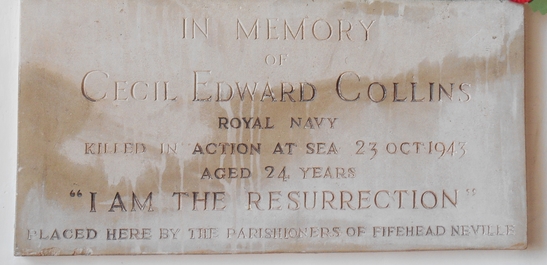 IN MEMORY
OF
CECIL EDWARD COLLINS
ROYAL NAVY
KILLED IN ACTION AT SEA 23 OCT. 1943
AGED 24 YEARS
“I AM THE RESURRECTION”
PLACED HERE BY THE PARISHIONERS OF FIFEHEAD NEVILLE